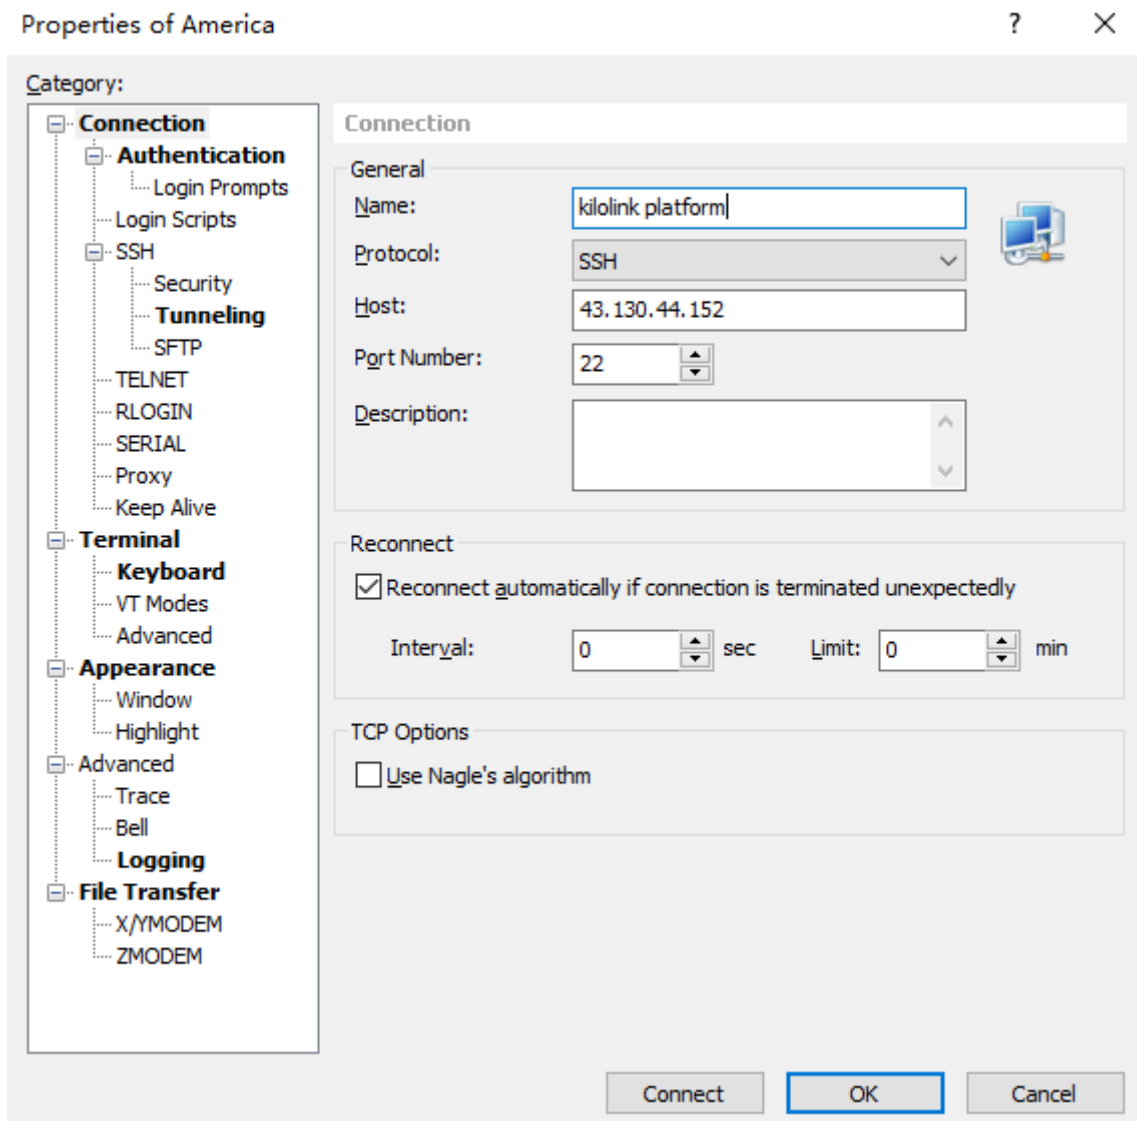 Properties of America
?
Category:
Connection
Authentication
Login Prompts
Login Scripts
SSH
Security
Tunneling
SFTP
TELNET
RLOGIN
SERIAL
Proxy
Keep Alive
Terminal
Keyboard
VT Modes
Advanced
Appearance
Window
Highlight
Advanced
Trace
Bell
Logging
File Transfer
X/YMODEM
ZMODEM
Connection
General
Name: kilolink platform
Protocol: SSH
Host: 43.130.44.152
Port Number: 22
Description:
Reconnect
Reconnect automatically if connection is terminated unexpectedly
Interval: 0 sec Limit: 0 min
TCP Options
Use Nagle's algorithm
Connect OK Cancel